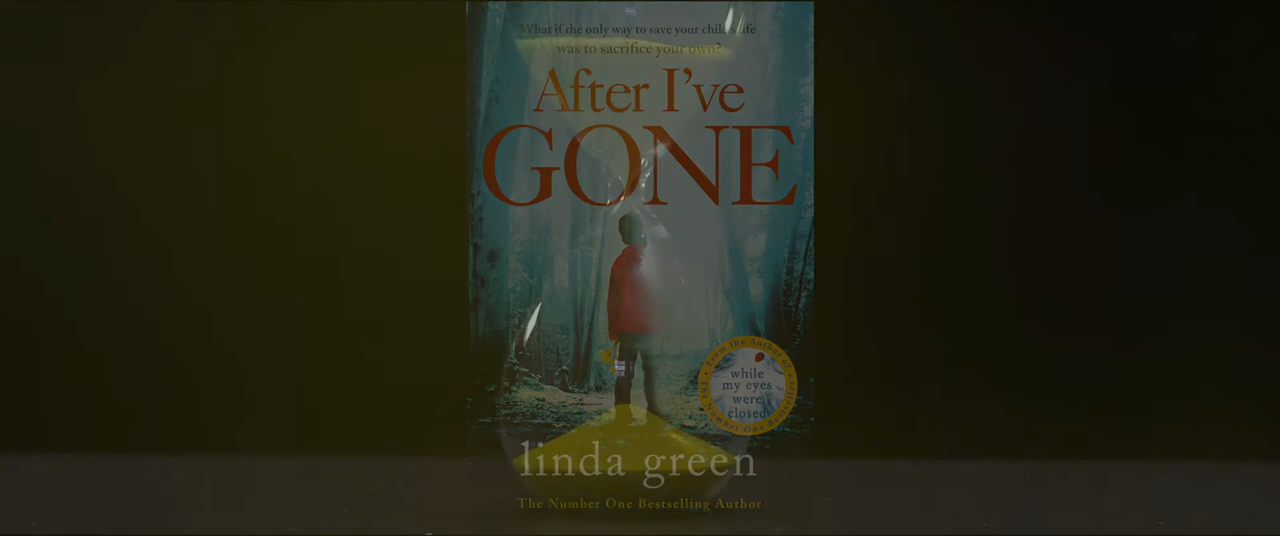 What if the only way to save your child's life
was to sacrifice your own?
After I've
GONE
From the Author of
while
my eyes
were
closed
The Number One Bestseller
linda green
The Number One Bestselling Author